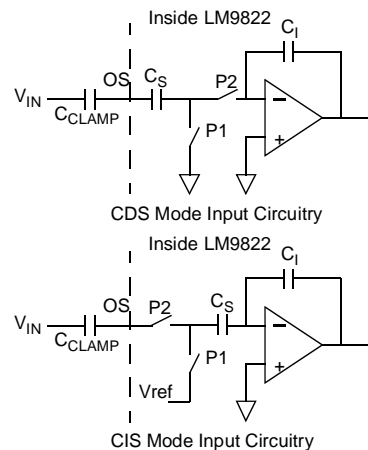 Inside LM9822
C_I
OS C_S P2
V_IN
C_CLAMP P1
− +
CDS Mode Input Circuitry
Inside LM9822
C_I
OS P2 C_S
V_IN
C_CLAMP P1
− +
Vref
CIS Mode Input Circuitry